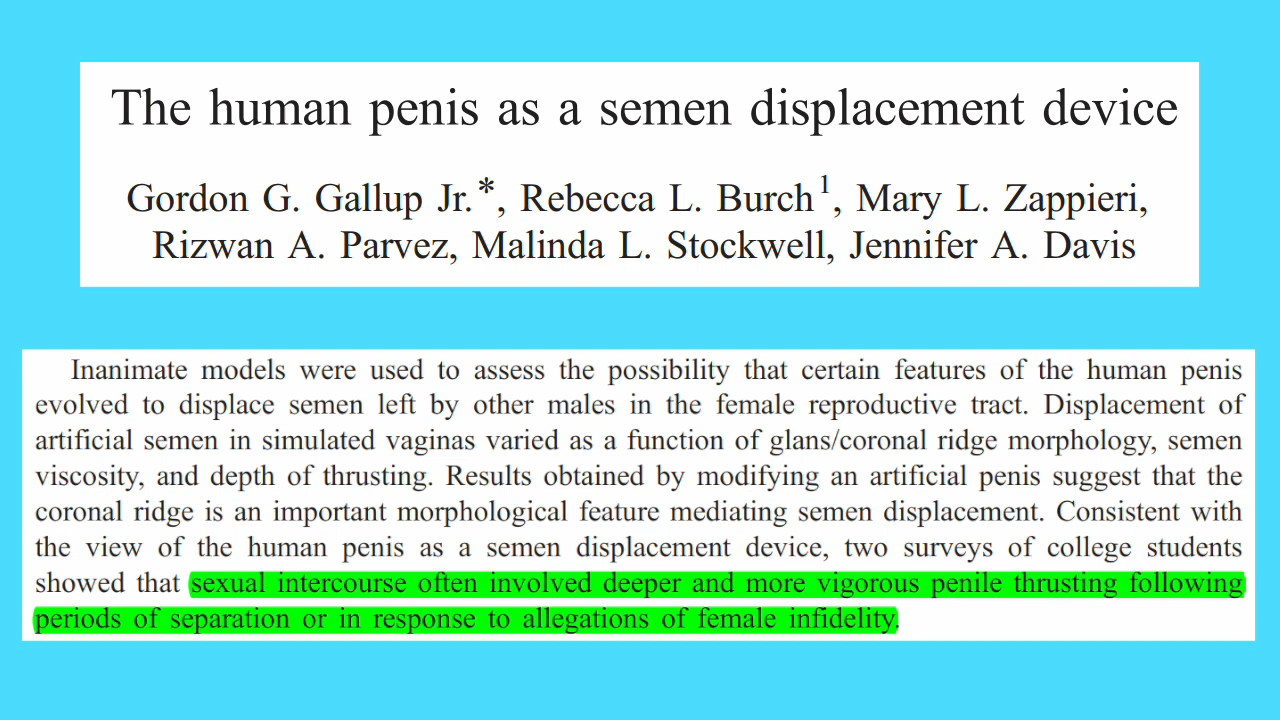 The human penis as a semen displacement device
Gordon G. Gallup Jr.*, Rebecca L. Burch1, Mary L. Zappieri,
Rizwan A. Parvez, Malinda L. Stockwell, Jennifer A. Davis
Inanimate models were used to assess the possibility that certain features of the human penis
evolved to displace semen left by other males in the female reproductive tract. Displacement of
artificial semen in simulated vaginas varied as a function of glans/coronal ridge morphology, semen
viscosity, and depth of thrusting. Results obtained by modifying an artificial penis suggest that the
coronal ridge is an important morphological feature mediating semen displacement. Consistent with
the view of the human penis as a semen displacement device, two surveys of college students
showed that sexual intercourse often involved deeper and more vigorous penile thrusting following
periods of separation or in response to allegations of female infidelity.